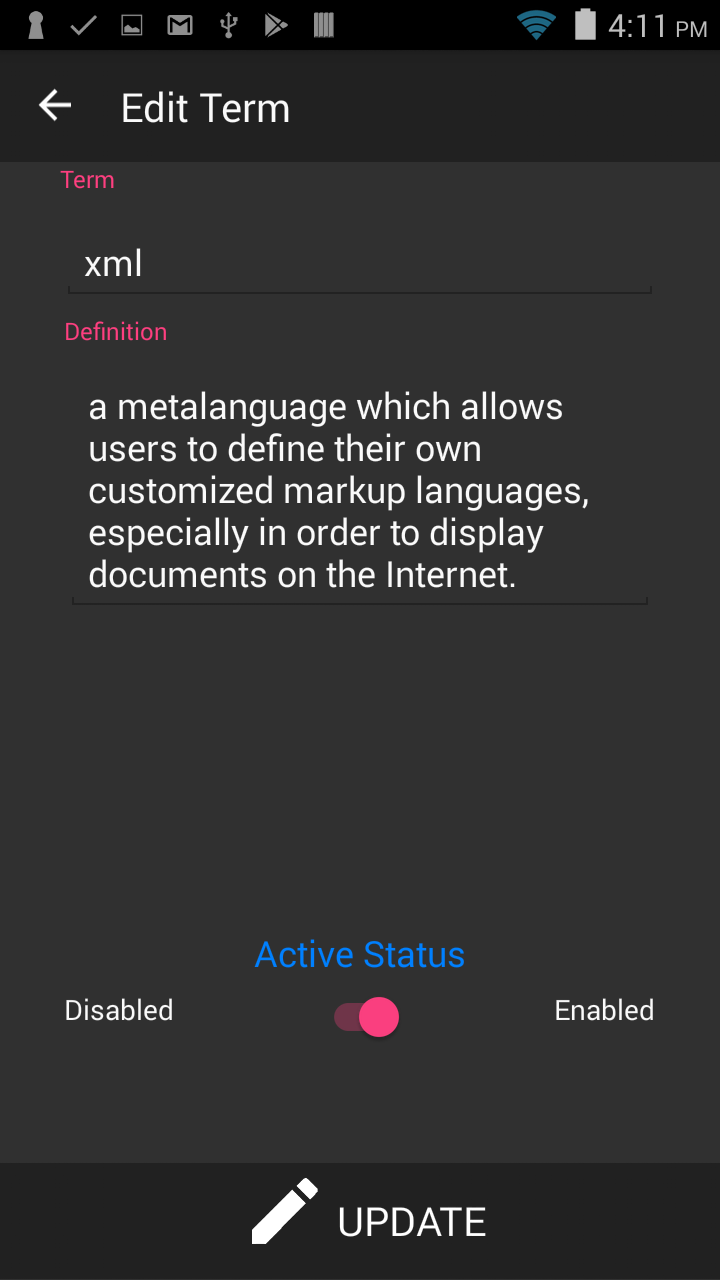 4:11 PM
Edit Term
Term
xml
Definition
a metalanguage which allows
users to define their own
customized markup languages,
especially in order to display
documents on the Internet.
Active Status
Disabled
Enabled
UPDATE